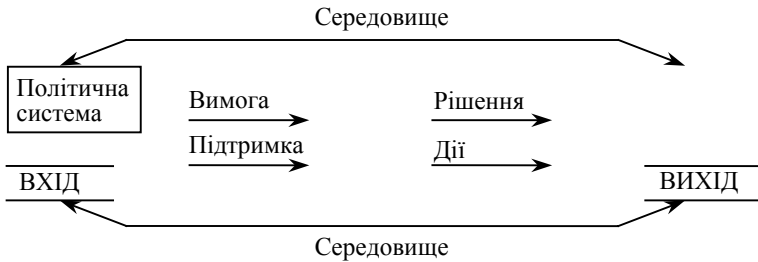 Середовище
Політична
система
Вимога
Рішення
Підтримка
Дії
ВХІД
ВИХІД
Середовище